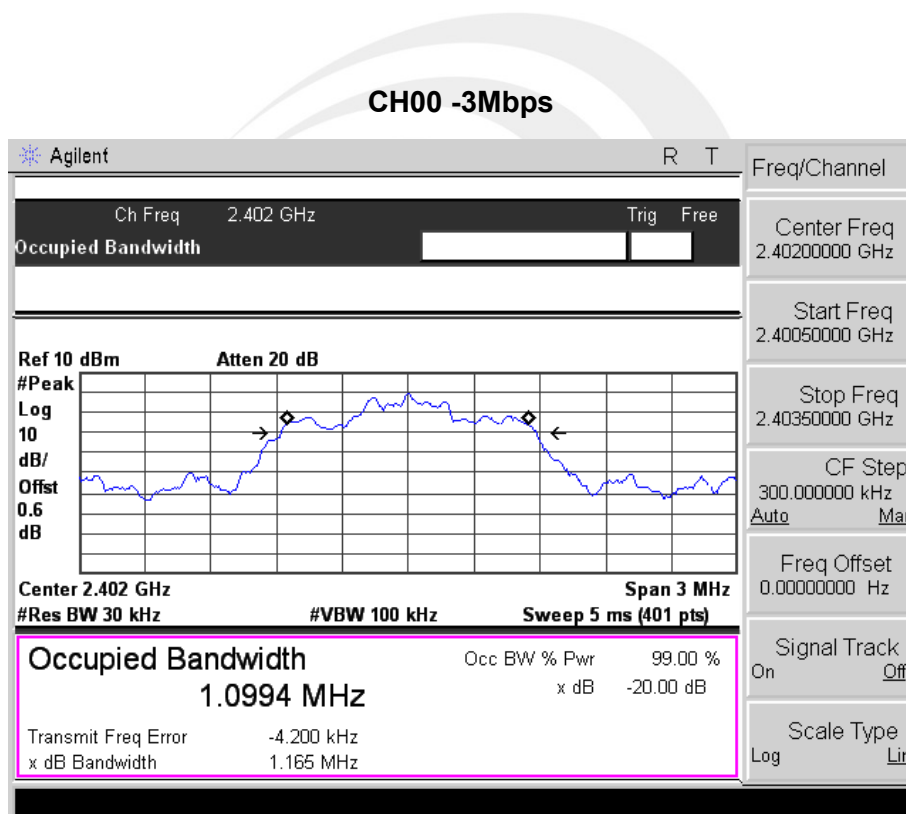 CH00 -3Mbps
Agilent R T
Freq/Channel
Ch Freq 2.402 GHz Trig Free
Occupied Bandwidth
Center Freq
2.40200000 GHz
Start Freq
2.40050000 GHz
Stop Freq
2.40350000 GHz
CF Step
300.000000 kHz
Auto Man
Freq Offset
0.00000000 Hz
Signal Track
On Off
Scale Type
Log Lin
Ref 10 dBm Atten 20 dB
#Peak
Log
10
dB/
Offst
0.6
dB
Center 2.402 GHz Span 3 MHz
#Res BW 30 kHz #VBW 100 kHz Sweep 5 ms (401 pts)
Occupied Bandwidth Occ BW % Pwr 99.00 %
1.0994 MHz x dB -20.00 dB
Transmit Freq Error -4.200 kHz
x dB Bandwidth 1.165 MHz